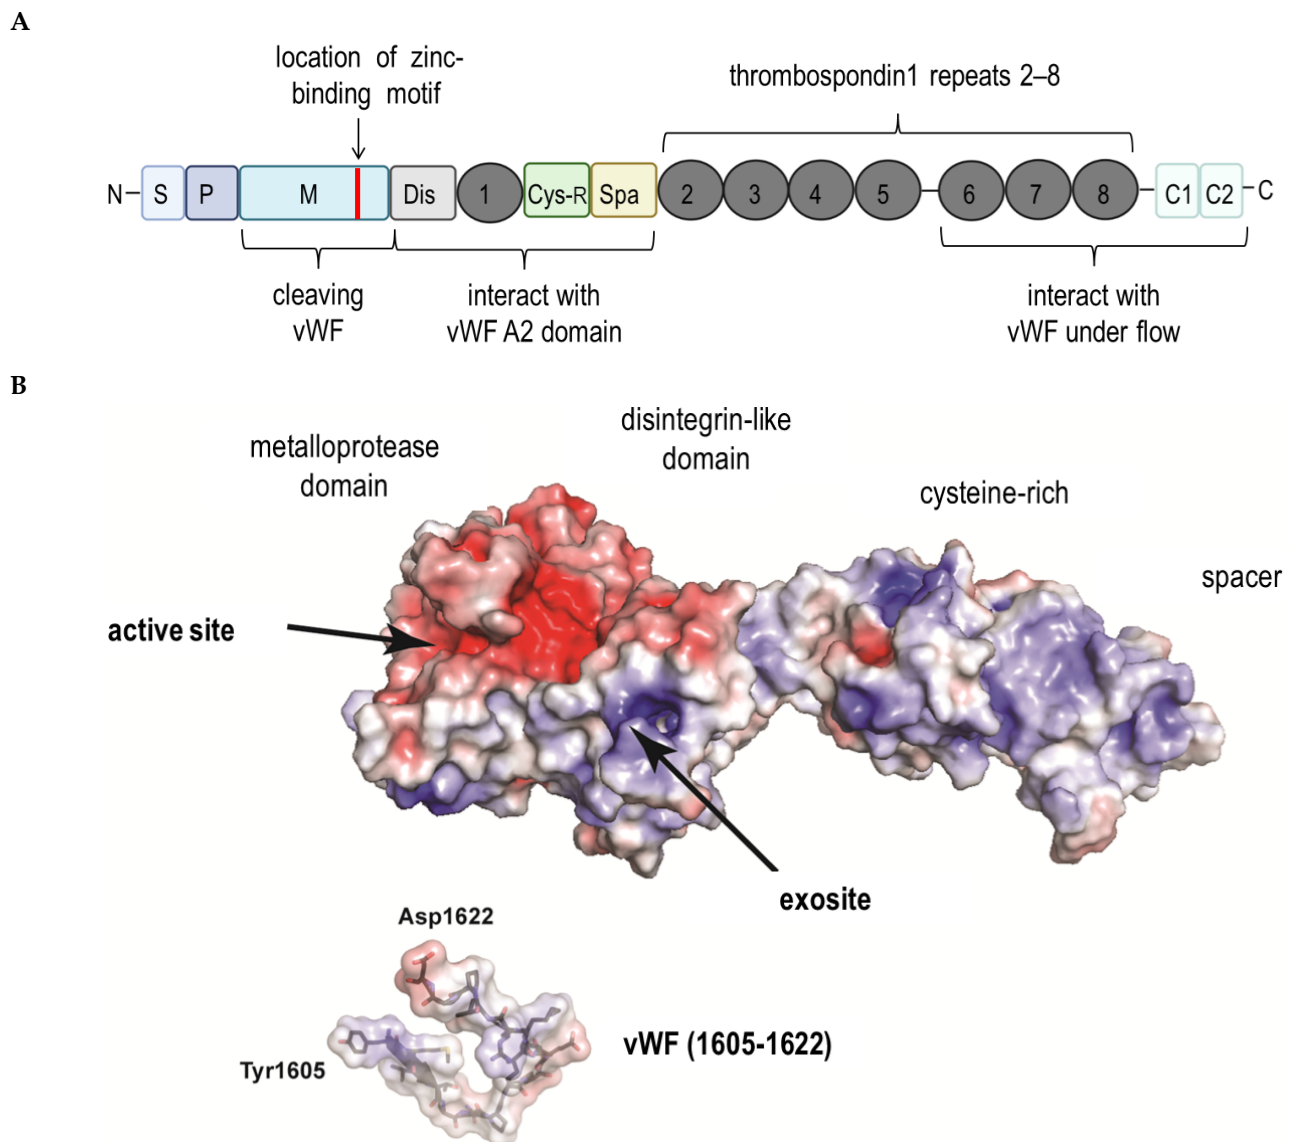 A
location of zinc-
binding motif
thrombospondin1 repeats 2–8
N S P M Dis 1 Cys-R Spa 2 3 4 5 6 7 8 C1 C2 C
cleaving
vWF
interact with
vWF A2 domain
interact with
vWF under flow
B
disintegrin-like
domain
metalloprotease
domain
cysteine-rich
spacer
active site
exosite
Asp1622
vWF (1605-1622)
Tyr1605